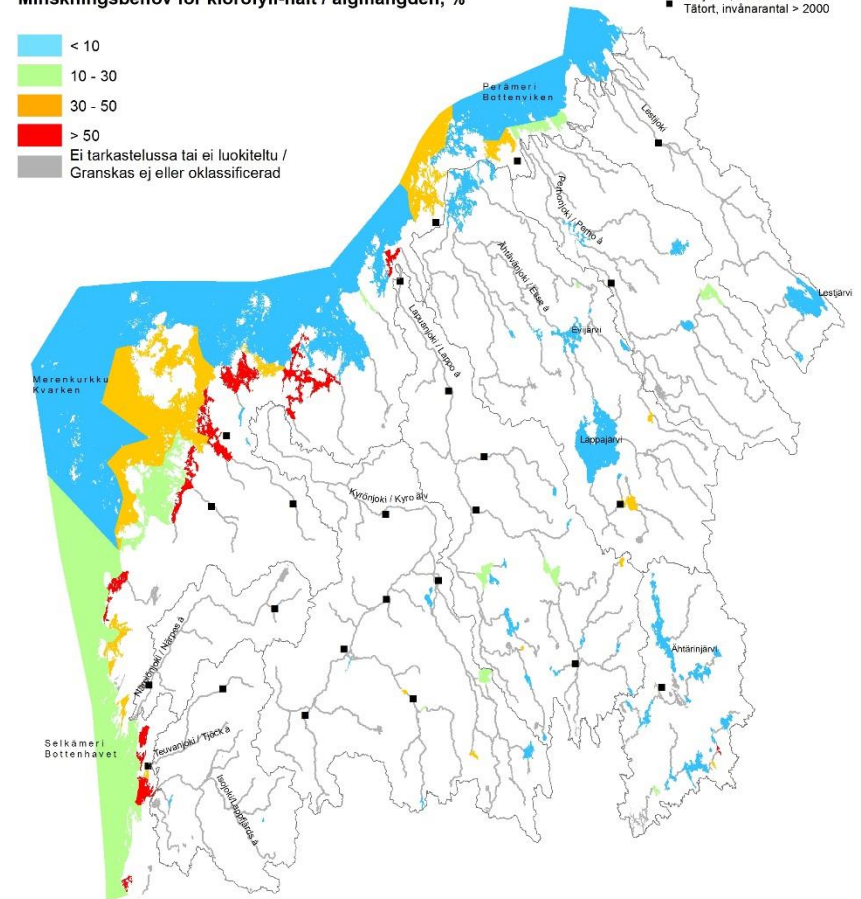 Minskningsbehov för klorofyll-halt / algmängden, %
Tätort, invånarantal > 2000
< 10
10 - 30
30 - 50
> 50
Ei tarkastelussa tai ei luokiteltu /
Granskas ej eller oklassificerad
Perämeri
Bottenviken
Lestijoki
Perhonjoki / Perho å
Ähtävänjoki / Esse å
Lestjärvi
Evijärvi
Lapuanjoki / Lappo å
Merenkurkku
Kvarken
Lappajärvi
Kyrönjoki / Kyro älv
Ähtärinjärvi
Närpiönjoki / Närpes å
Selkämeri
Bottenhavet
Teuvanjoki / Tjöck å
Isojoki/Lappfjärds å